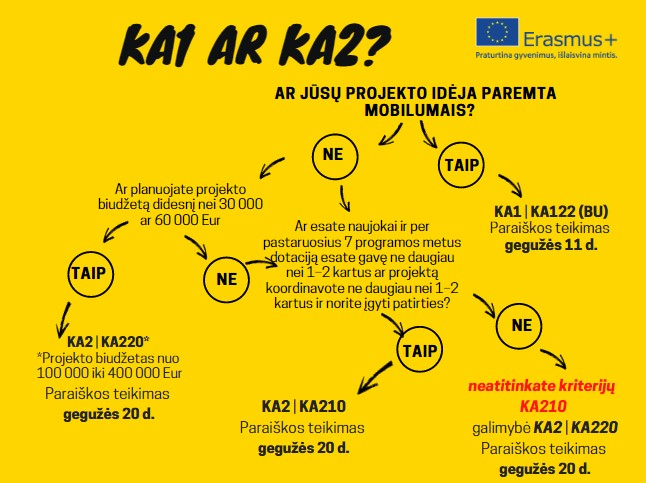 KA1 AR KA2?
Erasmus+
Praturtina gyvenimus, išlaisvina mintis.
AR JŪSŲ PROJEKTO IDĖJA PAREMTA
MOBILUMAIS?
NE
TAIP
KA1 | KA122 (BU)
Paraiškos teikimas
gegužės 11 d.
Ar planuojate projekto
biudžetą didesnį nei 30 000
ar 60 000 Eur
TAIP
NE
Ar esate naujokai ir per
pastaruosius 7 programos metus
dotaciją esate gavę ne daugiau
nei 1–2 kartus ar projektą
koordinavote ne daugiau nei 1–2
kartus ir norite įgyti patirties?
TAIP
NE
KA2 | KA220*
*Projekto biudžetas nuo
100 000 iki 400 000 Eur
Paraiškos teikimas
gegužės 20 d.
KA2 | KA210
Paraiškos teikimas
gegužės 20 d.
neatitinkate kriterijų
KA210
galimybė KA2 | KA220
Paraiškos teikimas
gegužės 20 d.